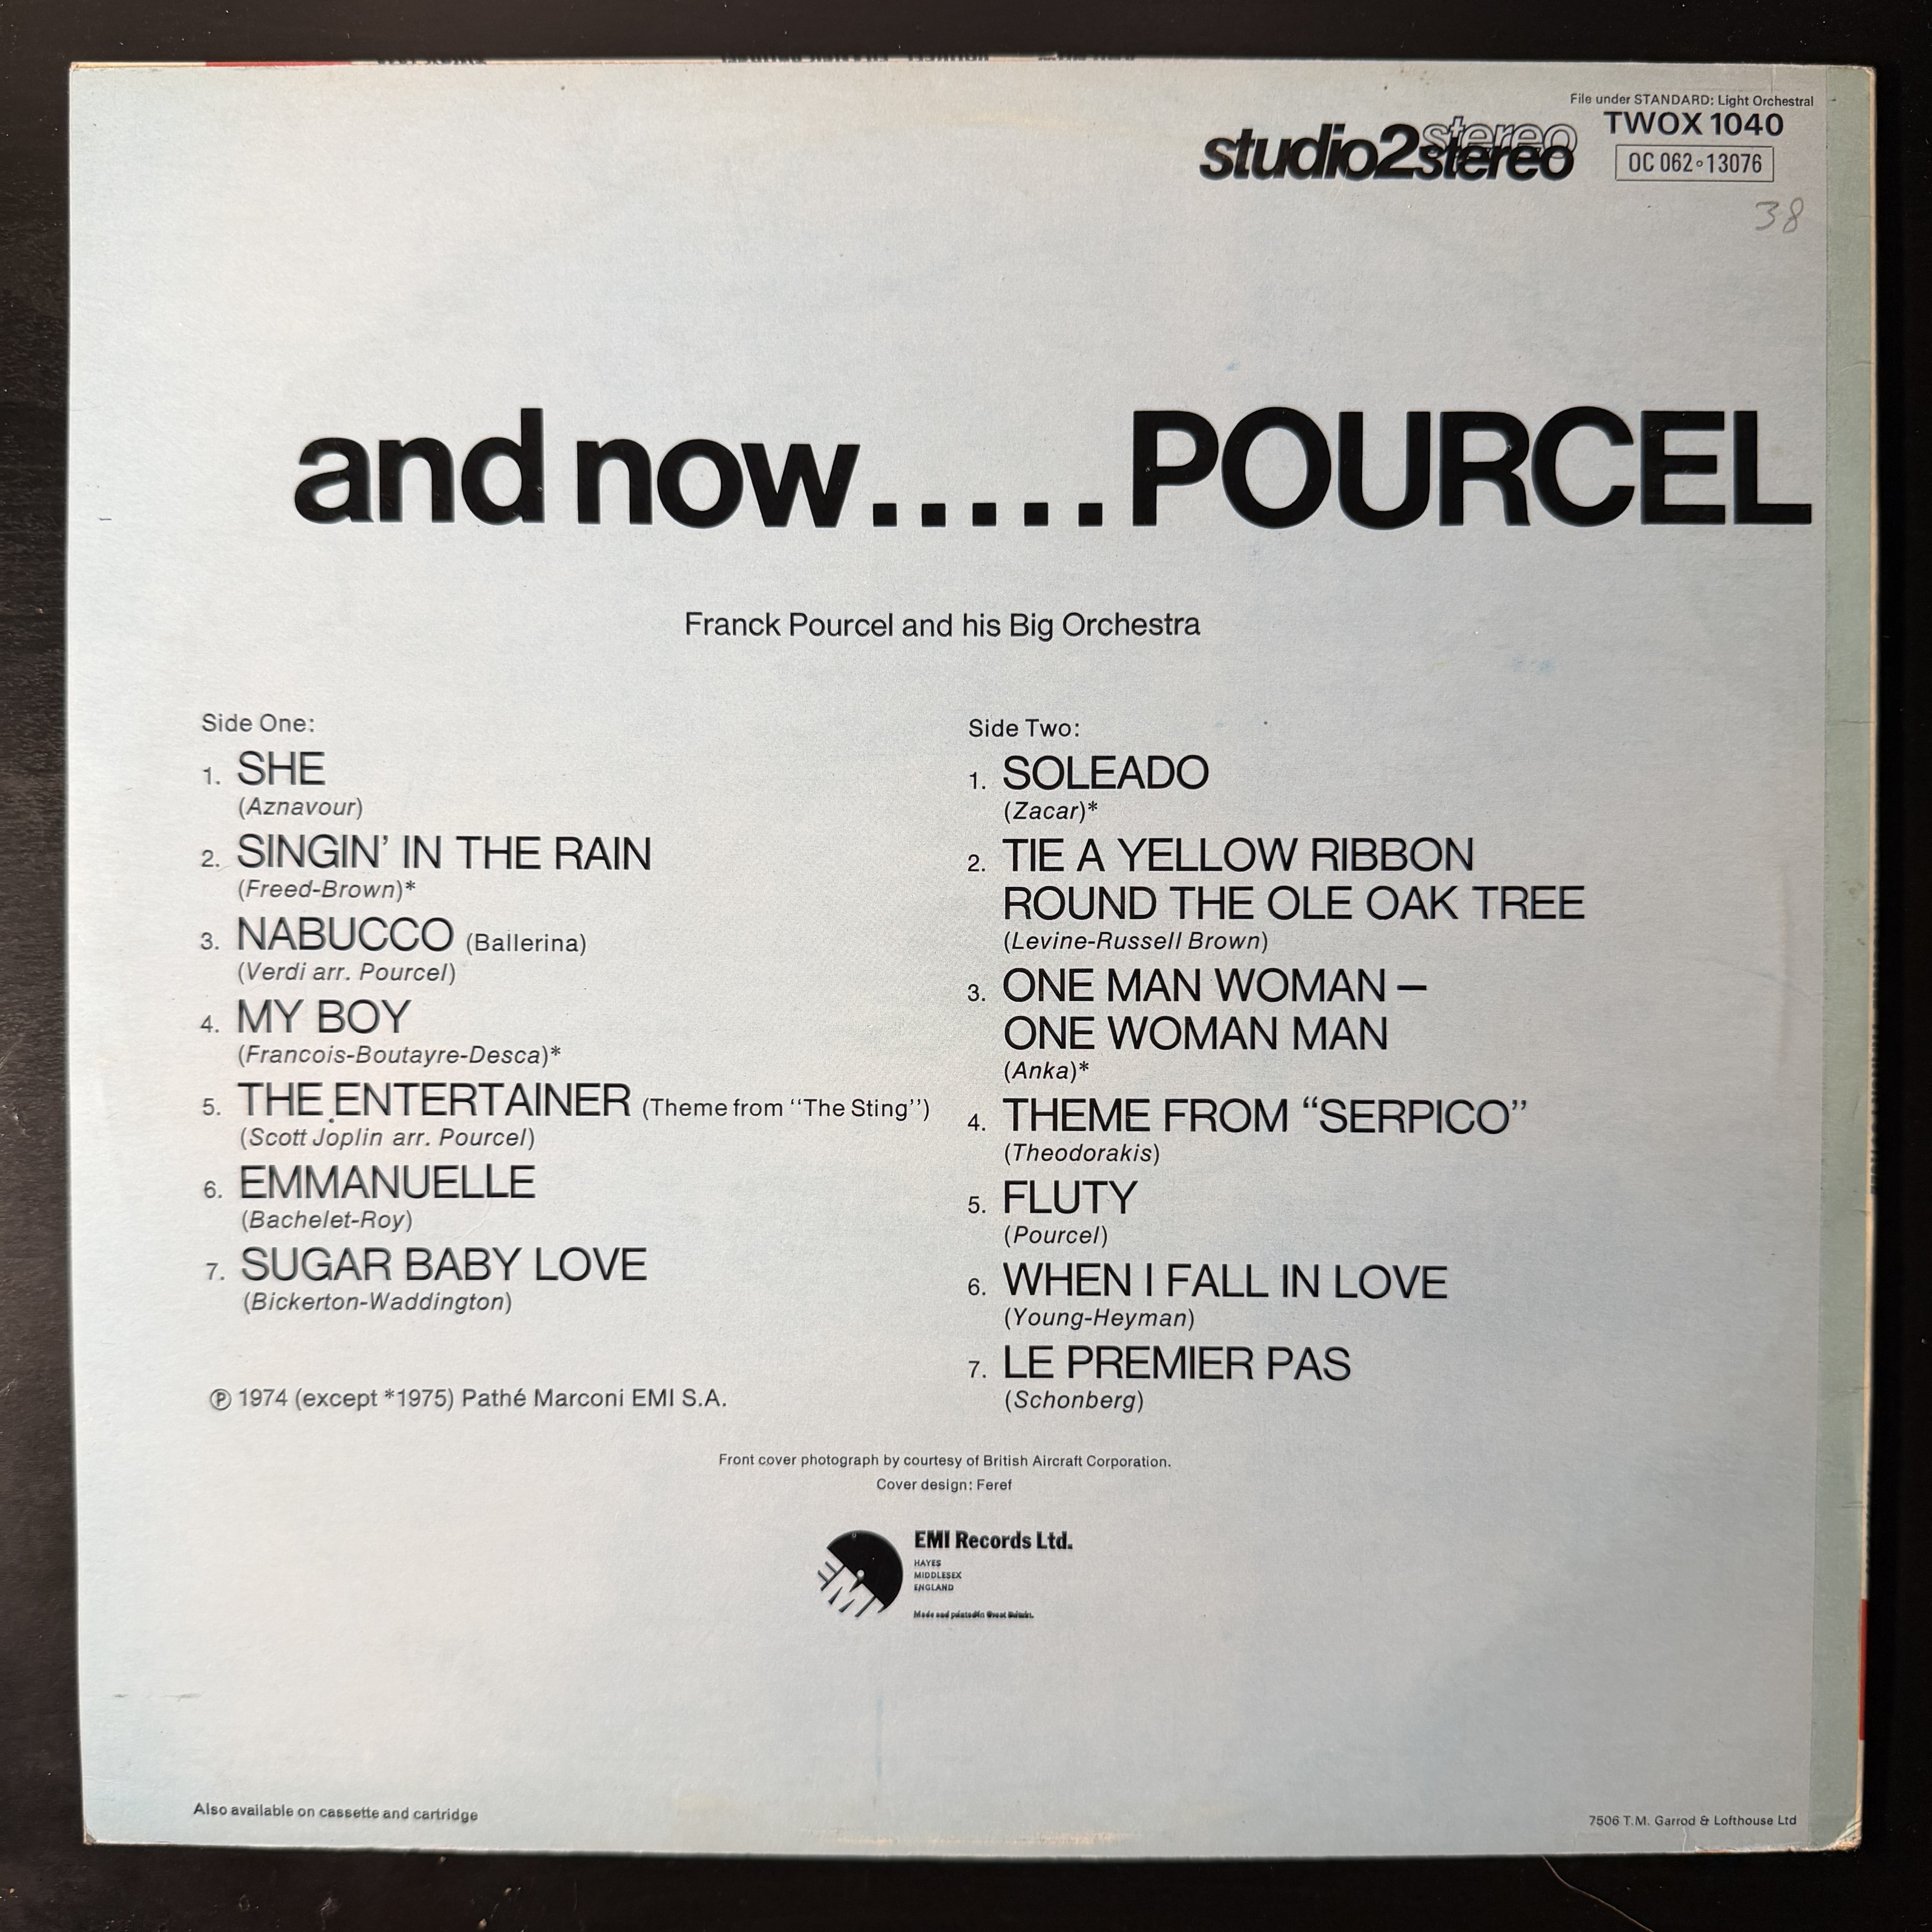 File under STANDARD: Light Orchestral
studio2stereo stereo
TWOX 1040
OC 062∘13076
38
and now.....POURCEL
Franck Pourcel and his Big Orchestra
Side One:
1. SHE
(Aznavour)
2. SINGIN’ IN THE RAIN
(Freed-Brown)*
3. NABUCCO (Ballerina)
(Verdi arr. Pourcel)
4. MY BOY
(Francois-Boutayre-Desca)*
5. THE ENTERTAINER (Theme from ‘‘The Sting’’)
(Scott Joplin arr. Pourcel)
6. EMMANUELLE
(Bachelet-Roy)
7. SUGAR BABY LOVE
(Bickerton-Waddington)
℗ 1974 (except *1975) Pathé Marconi EMI S.A.
Side Two:
1. SOLEADO
(Zacar)*
2. TIE A YELLOW RIBBON
ROUND THE OLE OAK TREE
(Levine-Russell Brown)
3. ONE MAN WOMAN –
ONE WOMAN MAN
(Anka)*
4. THEME FROM “SERPICO”
(Theodorakis)
5. FLUTY
(Pourcel)
6. WHEN I FALL IN LOVE
(Young-Heyman)
7. LE PREMIER PAS
(Schonberg)
Front cover photograph by courtesy of British Aircraft Corporation.
Cover design: Feref
EMI
EMI Records Ltd.
HAYES
MIDDLESEX
ENGLAND
Made and printed in Great Britain.
Also available on cassette and cartridge
7506 T.M. Garrod & Lofthouse Ltd